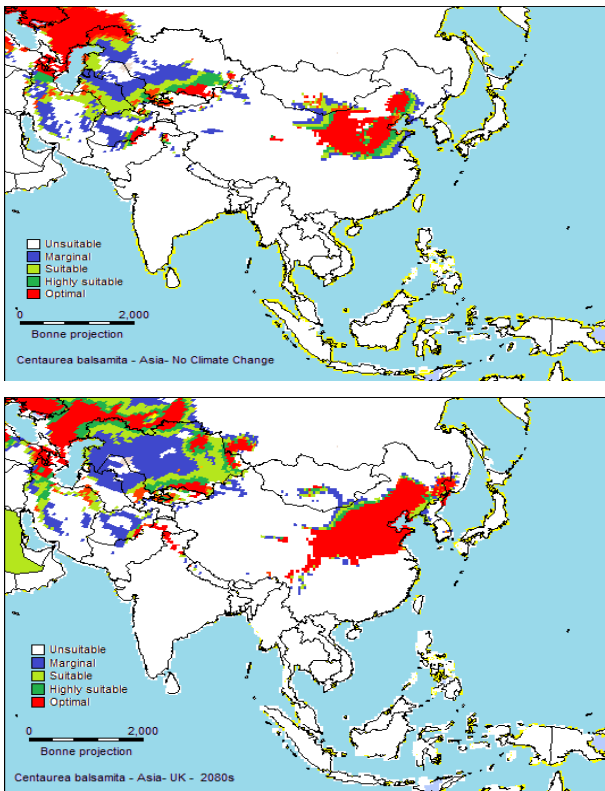 Unsuitable
Marginal
Suitable
Highly suitable
Optimal
0 2,000
Bonne projection
Centaurea balsamita - Asia- No Climate Change
Unsuitable
Marginal
Suitable
Highly suitable
Optimal
0 2,000
Bonne projection
Centaurea balsamita - Asia- UK - 2080s